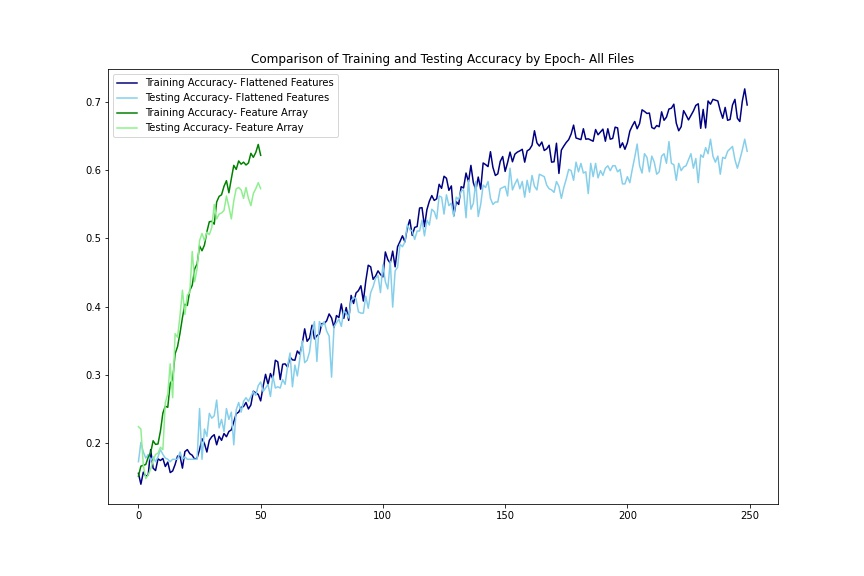 Comparison of Training and Testing Accuracy by Epoch- All Files
Training Accuracy- Flattened Features
Testing Accuracy- Flattened Features
Training Accuracy- Feature Array
Testing Accuracy- Feature Array
0.7
0.6
0.5
0.4
0.3
0.2
0 50 100 150 200 250